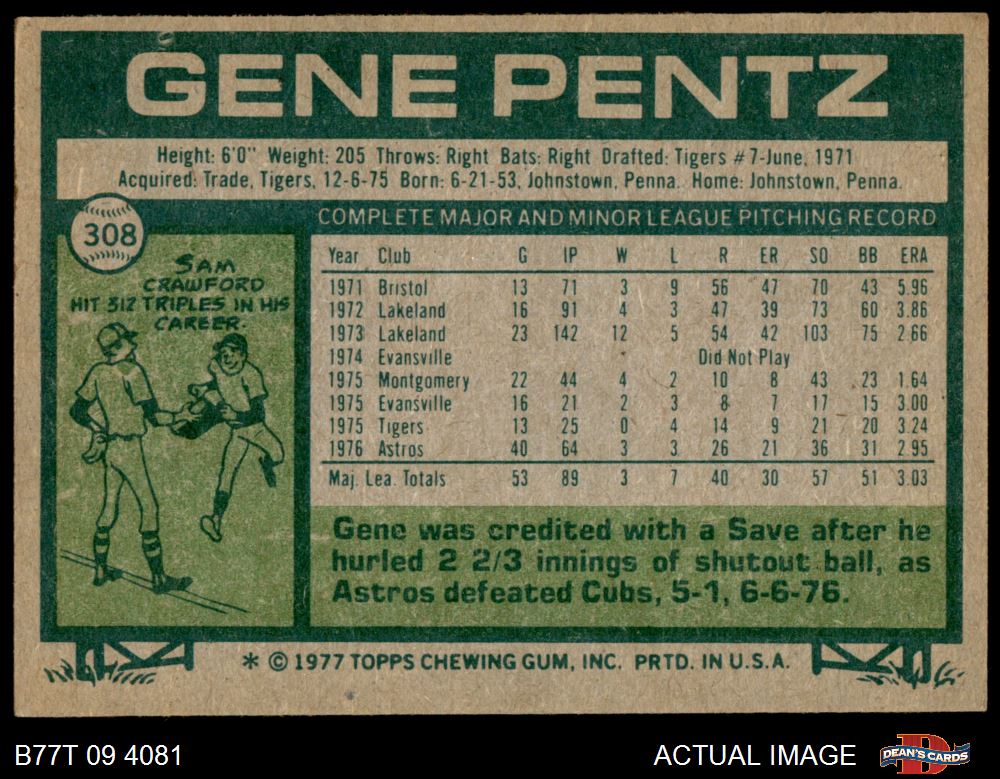 GENE PENTZ
Height: 6'0" Weight: 205 Throws: Right Bats: Right Drafted: Tigers #7-June, 1971
Acquired: Trade, Tigers, 12-6-75 Born: 6-21-53, Johnstown, Penna. Home: Johnstown, Penna.
308
SAM
CRAWFORD
HIT 312 TRIPLES IN HIS
CAREER.
COMPLETE MAJOR AND MINOR LEAGUE PITCHING RECORD
Year Club G IP W L R ER SO BB ERA
1971 Bristol 13 71 3 9 56 47 70 43 5.96
1972 Lakeland 16 91 4 3 47 39 73 60 3.86
1973 Lakeland 23 142 12 5 54 42 103 75 2.66
1974 Evansville Did Not Play
1975 Montgomery 22 44 4 2 10 8 43 23 1.64
1975 Evansville 16 21 2 3 8 7 17 15 3.00
1975 Tigers 13 25 0 4 14 9 21 20 3.24
1976 Astros 40 64 3 3 26 21 36 31 2.95
Maj. Lea. Totals 53 89 3 7 40 30 57 51 3.03
Gene was credited with a Save after he
hurled 2 2/3 innings of shutout ball, as
Astros defeated Cubs, 5-1, 6-6-76.
* © 1977 TOPPS CHEWING GUM, INC. PRTD. IN U.S.A.
B77T 09 4081 ACTUAL IMAGE DEAN'S CARDS